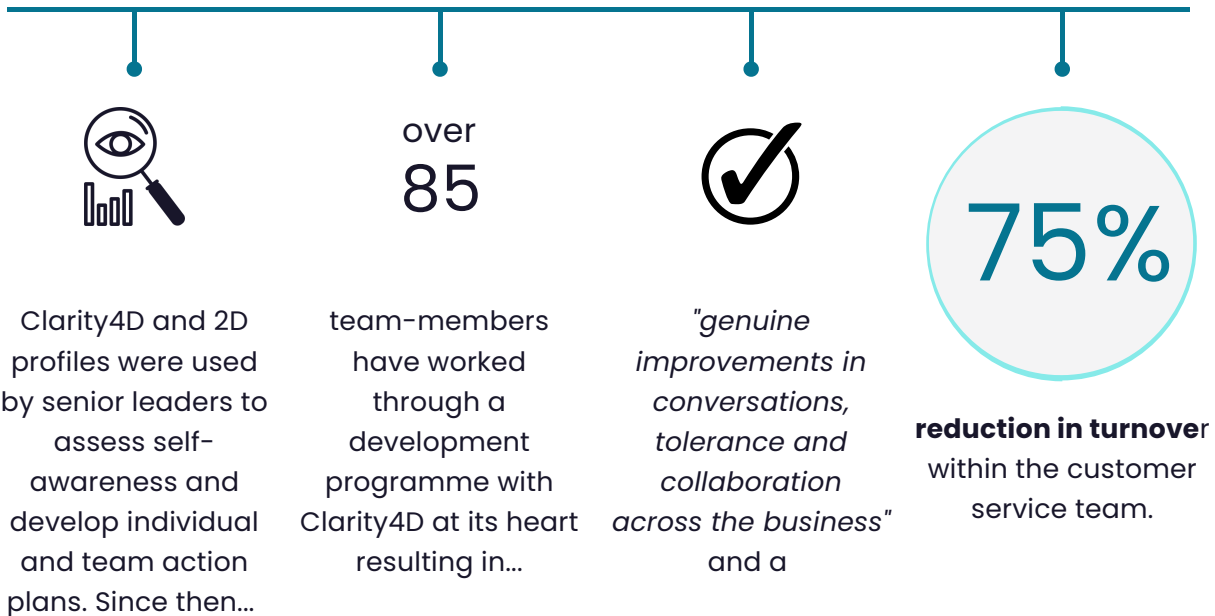 Clarity4D and 2D
profiles were used
by senior leaders to
assess self-
awareness and
develop individual
and team action
plans. Since then...
over
85
team-members
have worked
through a
development
programme with
Clarity4D at its heart
resulting in...
"genuine
improvements in
conversations,
tolerance and
collaboration
across the business"
and a
75%
reduction in turnover
within the customer
service team.